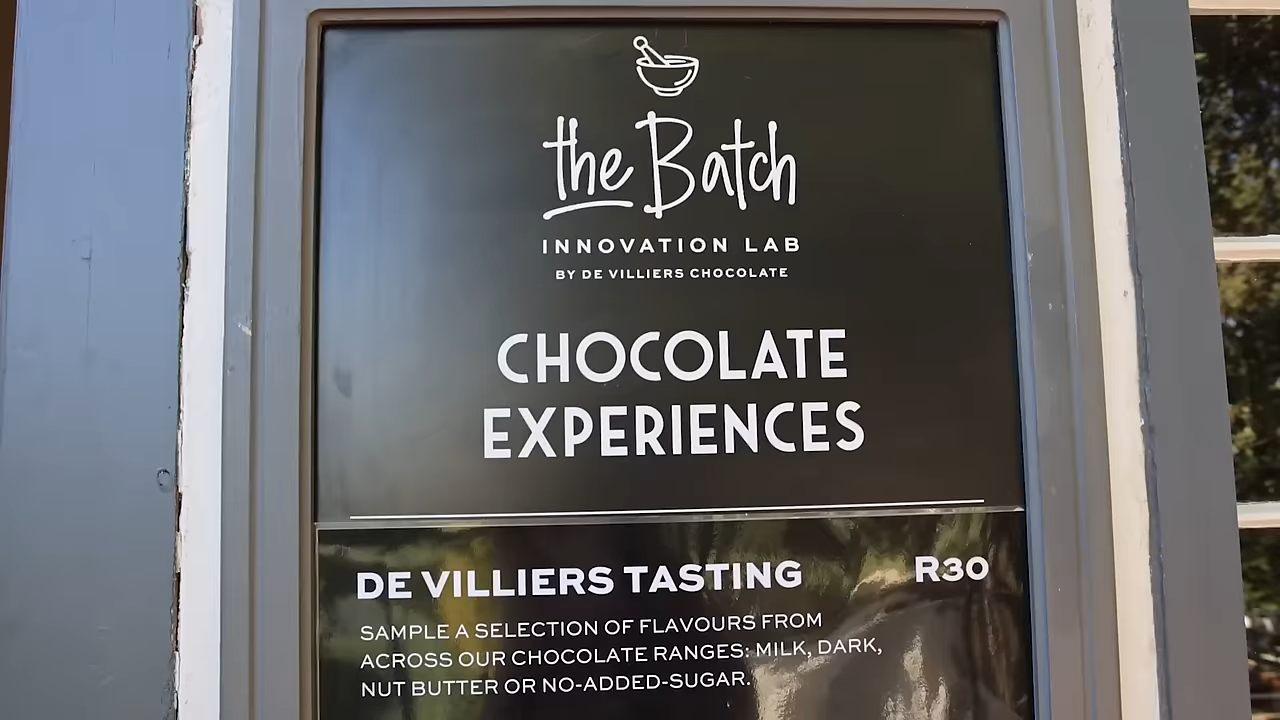 the Batch
INNOVATION LAB
BY DE VILLIERS CHOCOLATE
CHOCOLATE
EXPERIENCES
DE VILLIERS TASTING R30
SAMPLE A SELECTION OF FLAVOURS FROM
ACROSS OUR CHOCOLATE RANGES: MILK, DARK,
NUT BUTTER OR NO-ADDED-SUGAR.